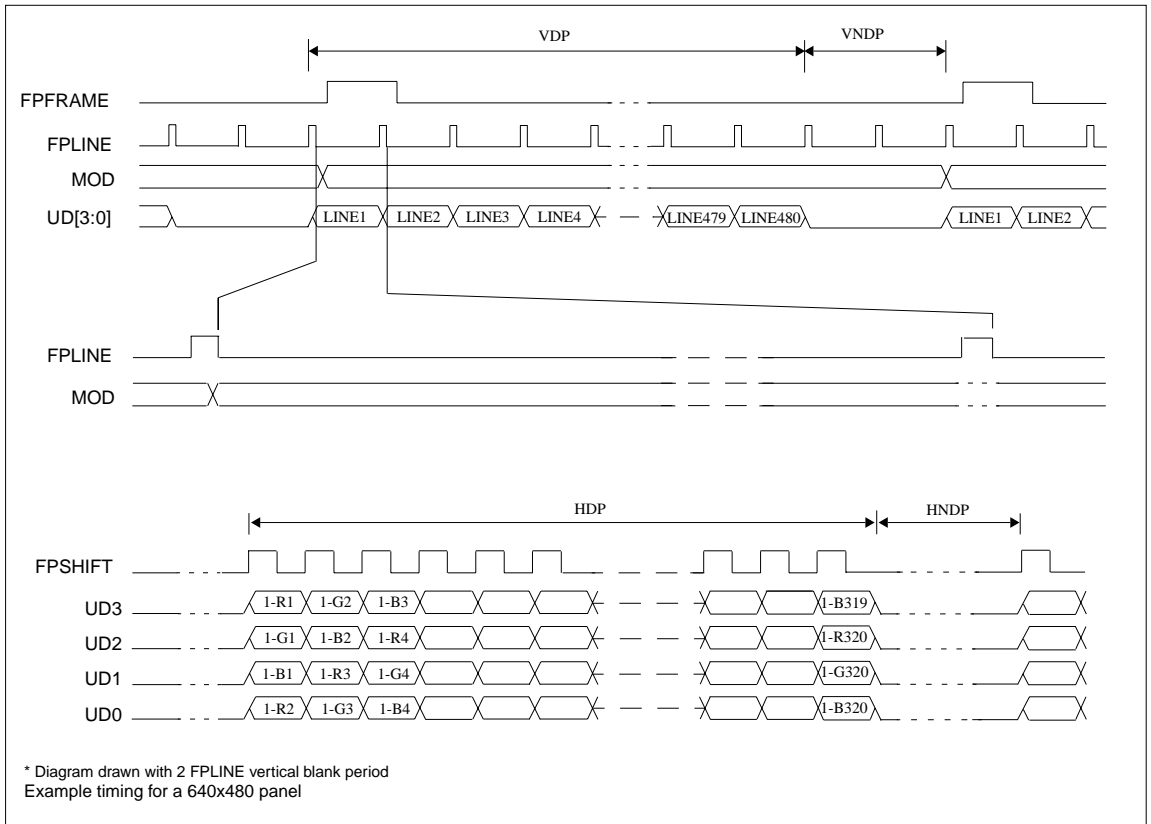 VDP VNDP
FPFRAME
FPLINE
MOD
UD[3:0] LINE1 LINE2 LINE3 LINE4 LINE479 LINE480 LINE1 LINE2
FPLINE
MOD
HDP HNDP
FPSHIFT
UD3 1-R1 1-G2 1-B3 1-B319
UD2 1-G1 1-B2 1-R4 1-R320
UD1 1-B1 1-R3 1-G4 1-G320
UD0 1-R2 1-G3 1-B4 1-B320
* Diagram drawn with 2 FPLINE vertical blank period
Example timing for a 640x480 panel